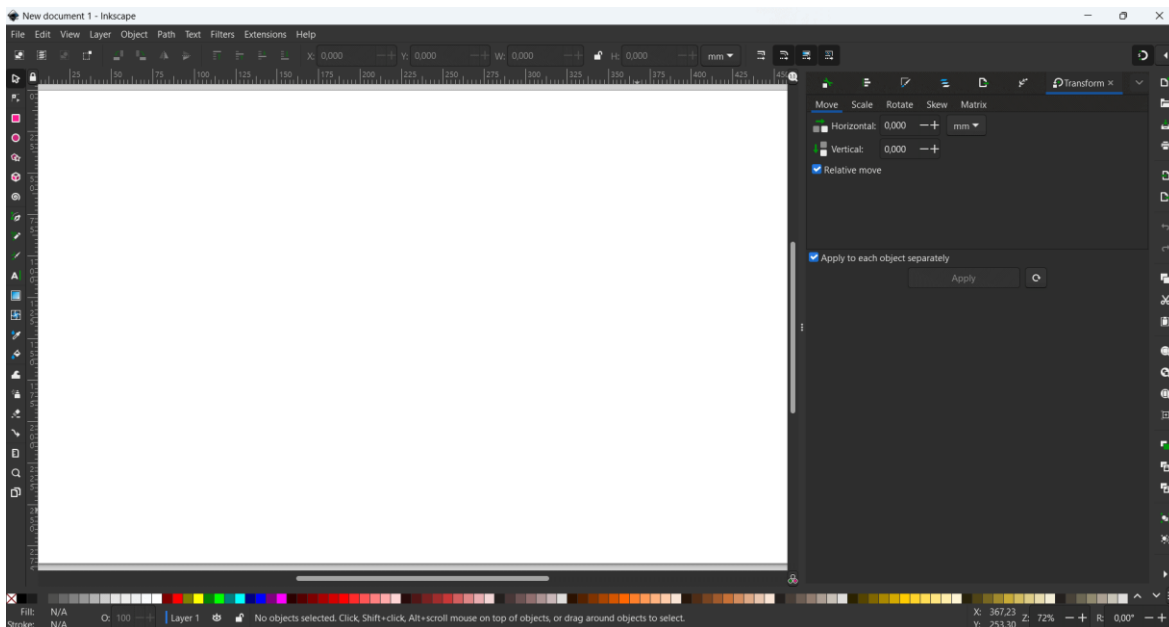 New document 1 - Inkscape
File Edit View Layer Object Path Text Filters Extensions Help
X: 0,000 Y: 0,000 W: 0,000 H: 0,000 mm
25 50 75 100 125 150 175 200 225 250 275 300 325 350 375 400 425 450
Transform
Move Scale Rotate Skew Matrix
Horizontal: 0,000 mm
Vertical: 0,000
Relative move
Apply to each object separately
Apply
Fill: N/A
Stroke: N/A
O: 100
Layer 1
No objects selected. Click, Shift+click, Alt+scroll mouse on top of objects, or drag around objects to select.
X: 367,23
Y: 253,30
Z: 72%
R: 0,00°